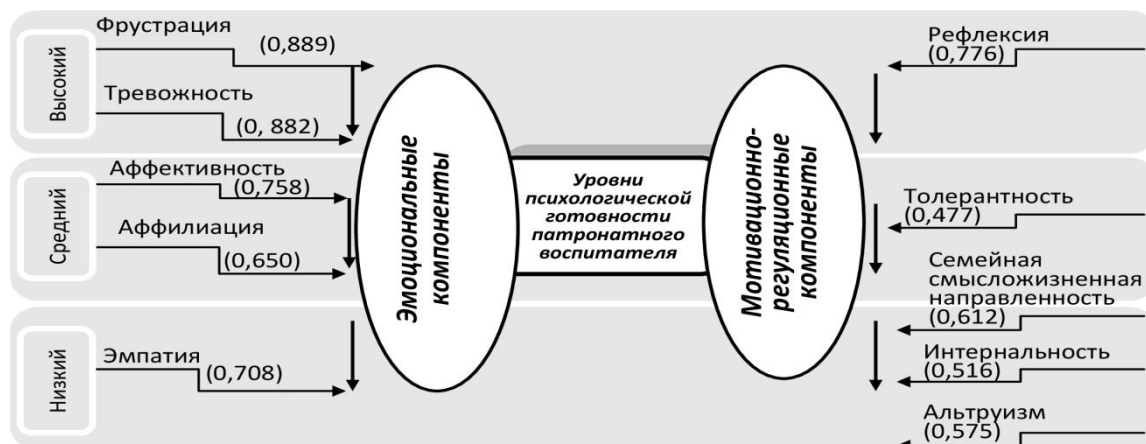 Высокий
Фрустрация
(0,889)
Тревожность
(0, 882)
Средний
Аффективность
(0,758)
Аффилиация
(0,650)
Низкий
Эмпатия
(0,708)
Эмоциональные
компоненты
Уровни
психологической
готовности
патронатного
воспитателя
Мотивационно-
регуляционные
компоненты
Рефлексия
(0,776)
Толерантность
(0,477)
Семейная
смысложизненная
направленность
(0,612)
Интернальность
(0,516)
Альтруизм
(0,575)